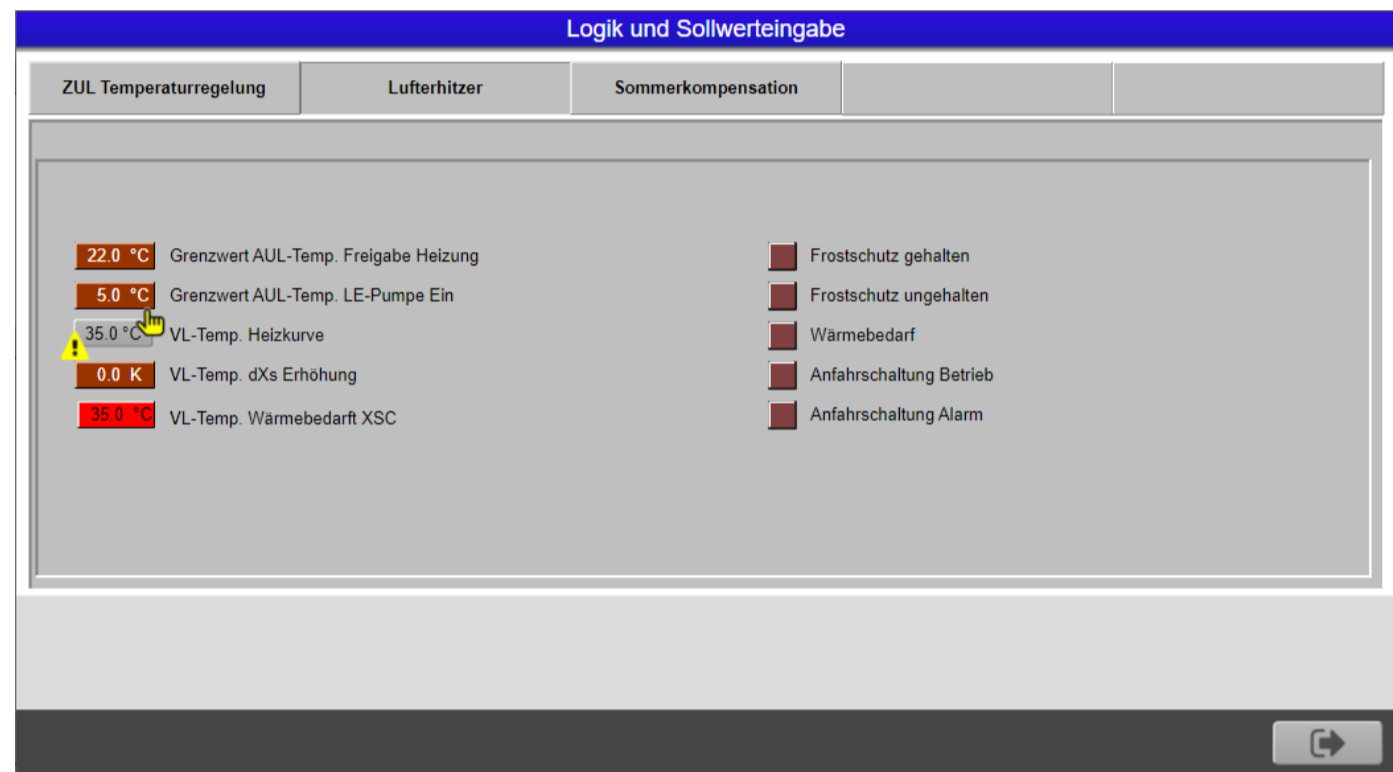 Logik und Sollwerteingabe
ZUL Temperaturregelung Lufterhitzer Sommerkompensation
22.0 °C Grenzwert AUL-Temp. Freigabe Heizung
5.0 °C Grenzwert AUL-Temp. LE-Pumpe Ein
35.0 °C VL-Temp. Heizkurve
0.0 K VL-Temp. dXs Erhöhung
35.0 °C VL-Temp. Wärmebedarft XSC
Frostschutz gehalten
Frostschutz ungehalten
Wärmebedarf
Anfahrschaltung Betrieb
Anfahrschaltung Alarm